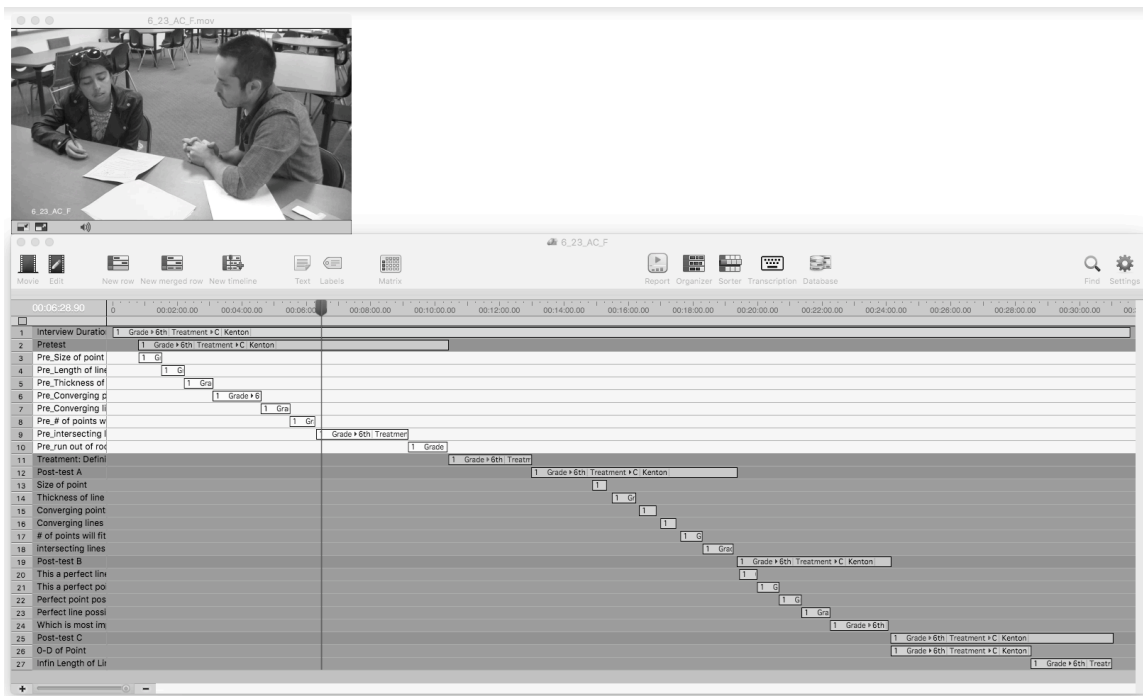 6_23_AC_F.mov
6_23_AC_F
6_23_AC_F
Movie Edit New row New merged row New timeline Text Labels Matrix Report Organizer Sorter Transcription Database Find Settings
00:06:28.90 0 00:02:00.00 00:04:00.00 00:06:00 00:08:00.00 00:10:00.00 00:12:00.00 00:14:00.00 00:16:00.00 00:18:00.00 00:20:00.00 00:22:00.00 00:24:00.00 00:26:00.00 00:28:00.00 00:30:00.00 00:
1 Interview Duratio 1 Grade▸6th| Treatment▸C| Kenton|
2 Pretest 1 Grade▸6th| Treatment▸C| Kenton|
3 Pre_Size of point 1 G
4 Pre_Length of line 1 G
5 Pre_Thickness of 1 Gra
6 Pre_Converging p 1 Grade▸6
7 Pre_Converging li 1 Gra
8 Pre_# of points w 1 Gr
9 Pre_intersecting l Grade▸6th| Treatmen
10 Pre_run out of roo 1 Grade
11 Treatment: Defini 1 Grade▸6th| Treatm
12 Post-test A 1 Grade▸6th| Treatment▸C| Kenton|
13 Size of point 1
14 Thickness of line 1 Gr
15 Converging point 1
16 Converging lines 1
17 # of points will fit 1 G
18 intersecting lines 1 Grad
19 Post-test B 1 Grade▸6th| Treatment▸C| Kenton|
20 This a perfect line 1
21 This a perfect poi 1 G
22 Perfect point pos 1 G
23 Perfect line possi 1 Gra
24 Which is most im 1 Grade▸6th
25 Post-test C 1 Grade▸6th| Treatment▸C| Kenton|
26 0-D of Point 1 Grade▸6th| Treatment▸C| Kenton|
27 Infin Length of Lin 1 Grade▸6th| Treatr